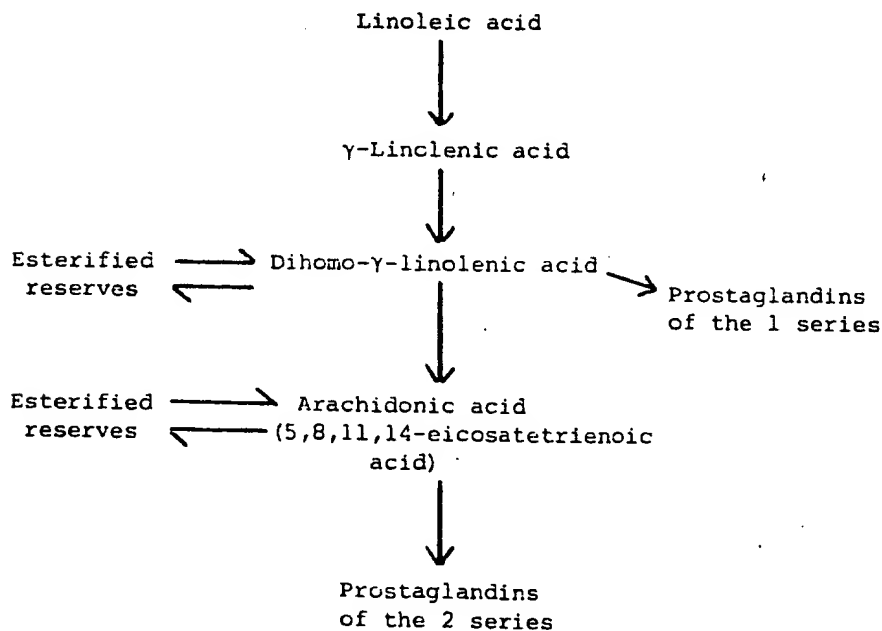 Linoleic acid
γ-Linclenic acid
Esterified
reserves
Dihomo-γ-linolenic acid
Prostaglandins
of the 1 series
Esterified
reserves
Arachidonic acid
(5,8,11,14-eicosatetrienoic
acid)
Prostaglandins
of the 2 series